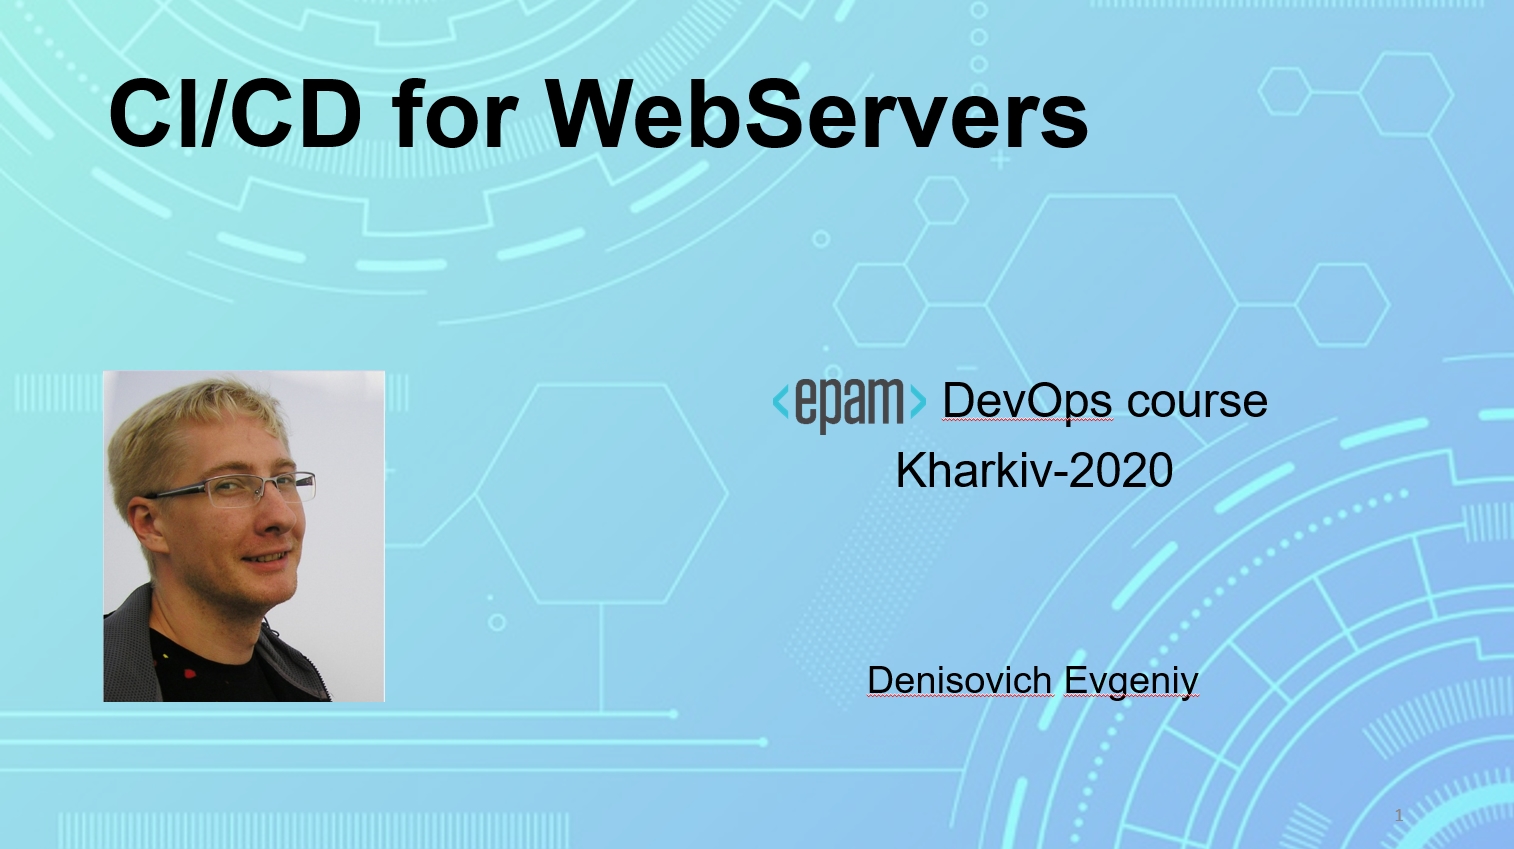 CI/CD for WebServers
<epam> DevOps course
Kharkiv-2020
Denisovich Evgeniy
1